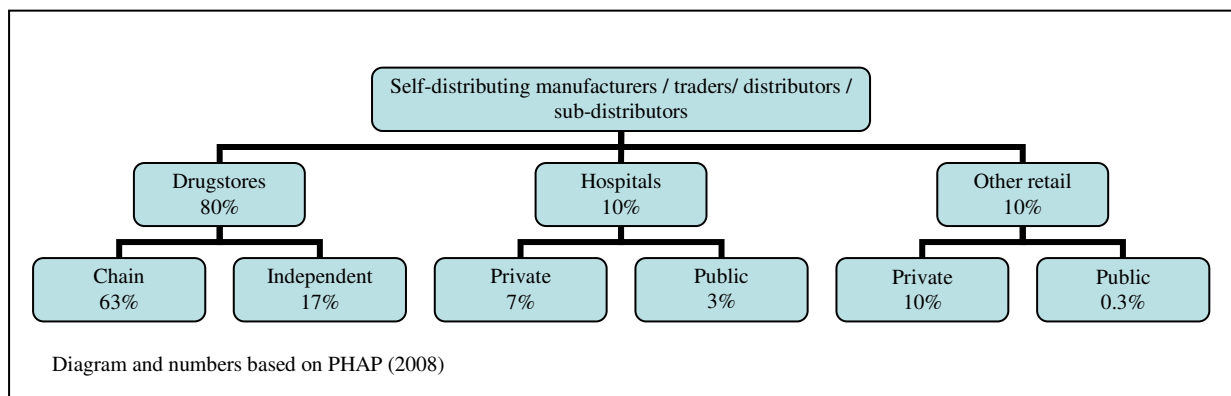 Self-distributing manufacturers / traders/ distributors /
sub-distributors
Drugstores
80%
Hospitals
10%
Other retail
10%
Chain
63%
Independent
17%
Private
7%
Public
3%
Private
10%
Public
0.3%
Diagram and numbers based on PHAP (2008)